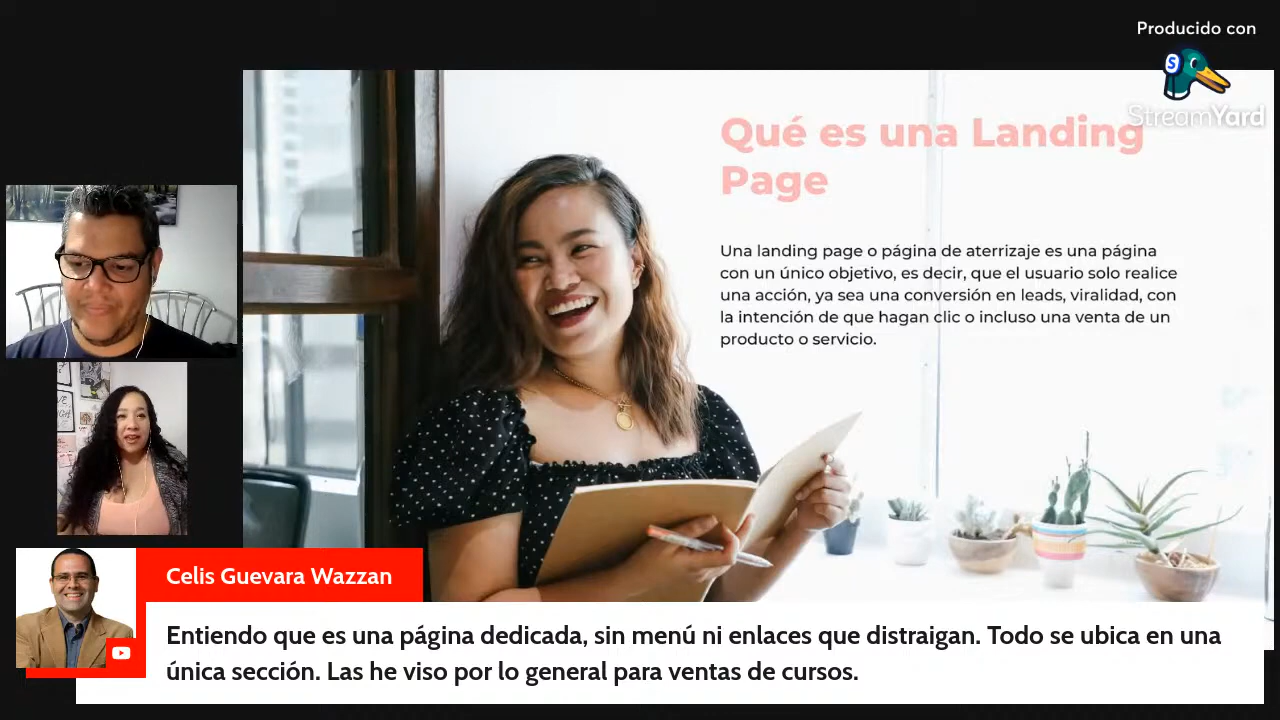 Producido con
StreamYard
Qué es una Landing
Page
Una landing page o página de aterrizaje es una página
con un único objetivo, es decir, que el usuario solo realice
una acción, ya sea una conversión en leads, viralidad, con
la intención de que hagan clic o incluso una venta de un
producto o servicio.
Celis Guevara Wazzan
Entiendo que es una página dedicada, sin menú ni enlaces que distraigan. Todo se ubica en una
única sección. Las he viso por lo general para ventas de cursos.